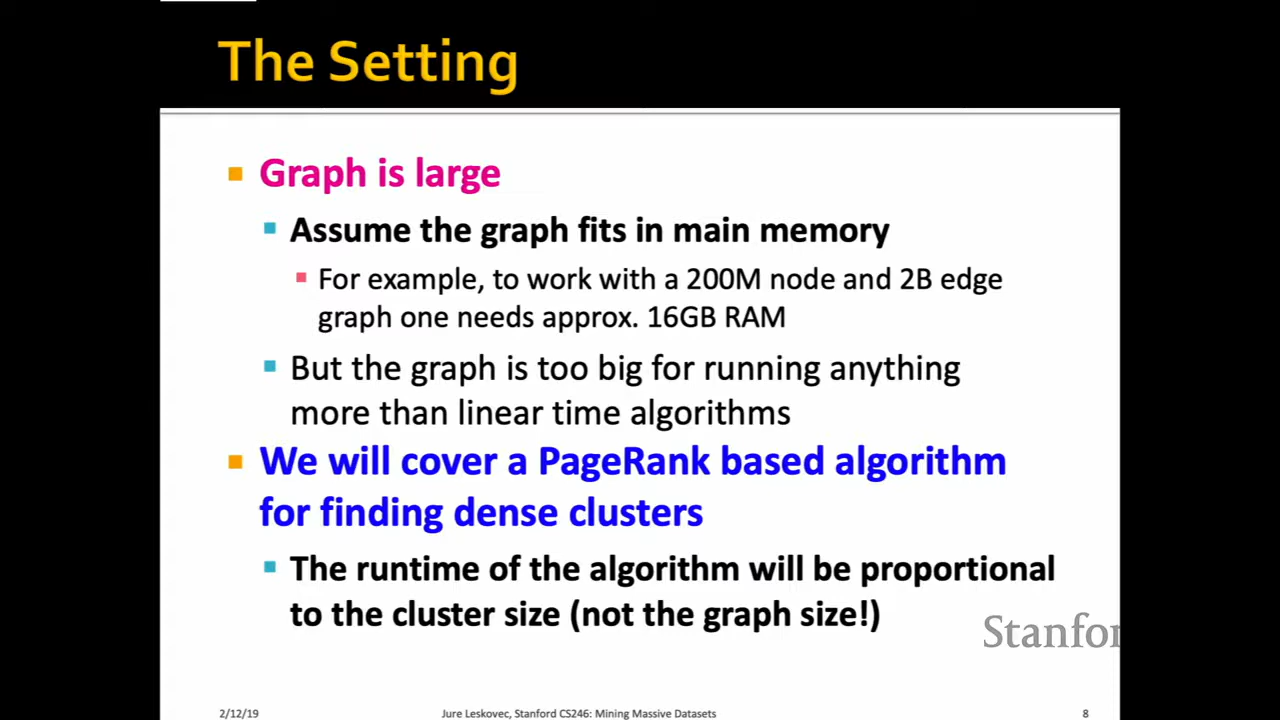 The Setting
Graph is large
Assume the graph fits in main memory
For example, to work with a 200M node and 2B edge
graph one needs approx. 16GB RAM
But the graph is too big for running anything
more than linear time algorithms
We will cover a PageRank based algorithm
for finding dense clusters
The runtime of the algorithm will be proportional
to the cluster size (not the graph size!)
Stanfor
2/12/19
Jure Leskovec, Stanford CS246: Mining Massive Datasets
8